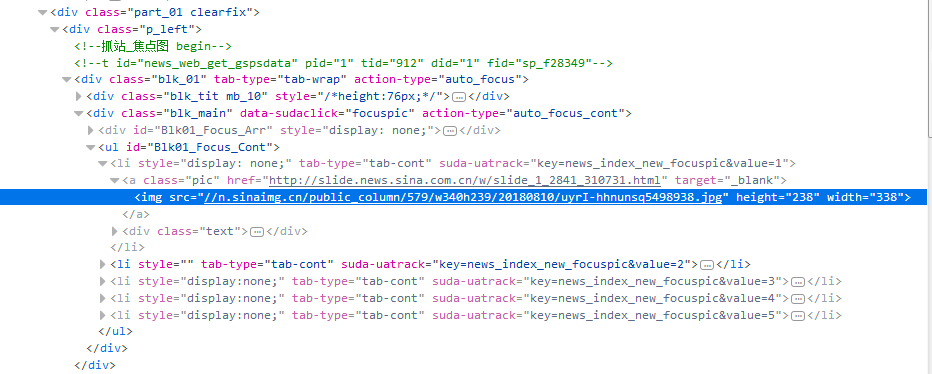 <div class="part_01 clearfix">
<div class="p_left">
<!--抓站_焦点图 begin-->
<!--t id="news_web_get_gspsdata" pid="1" tid="912" did="1" fid="sp_f28349"-->
<div class="blk_01" tab-type="tab-wrap" action-type="auto_focus">
<div class="blk_tit mb_10" style="/*height:76px;*/">…</div>
<div class="blk_main" data-sudaclick="focuspic" action-type="auto_focus_cont">
<div id="Blk01_Focus_Arr" style="display: none;">…</div>
<ul id="Blk01_Focus_Cont">
<li style="display: none;" tab-type="tab-cont" suda-uatrack="key=news_index_new_focuspic&value=1">
<a class="pic" href="http://slide.news.sina.com.cn/w/slide_1_2841_310731.html" target="_blank">
<img src="//n.sinaimg.cn/public_column/579/w340h239/20180810/uyrI-hhnunsq5498938.jpg" height="238" width="338">
</a>
<div class="text">…</div>
</li>
<li style="" tab-type="tab-cont" suda-uatrack="key=news_index_new_focuspic&value=2">…</li>
<li style="display:none;" tab-type="tab-cont" suda-uatrack="key=news_index_new_focuspic&value=3">…</li>
<li style="display:none;" tab-type="tab-cont" suda-uatrack="key=news_index_new_focuspic&value=4">…</li>
<li style="display:none;" tab-type="tab-cont" suda-uatrack="key=news_index_new_focuspic&value=5">…</li>
</ul>
</div>
</div>